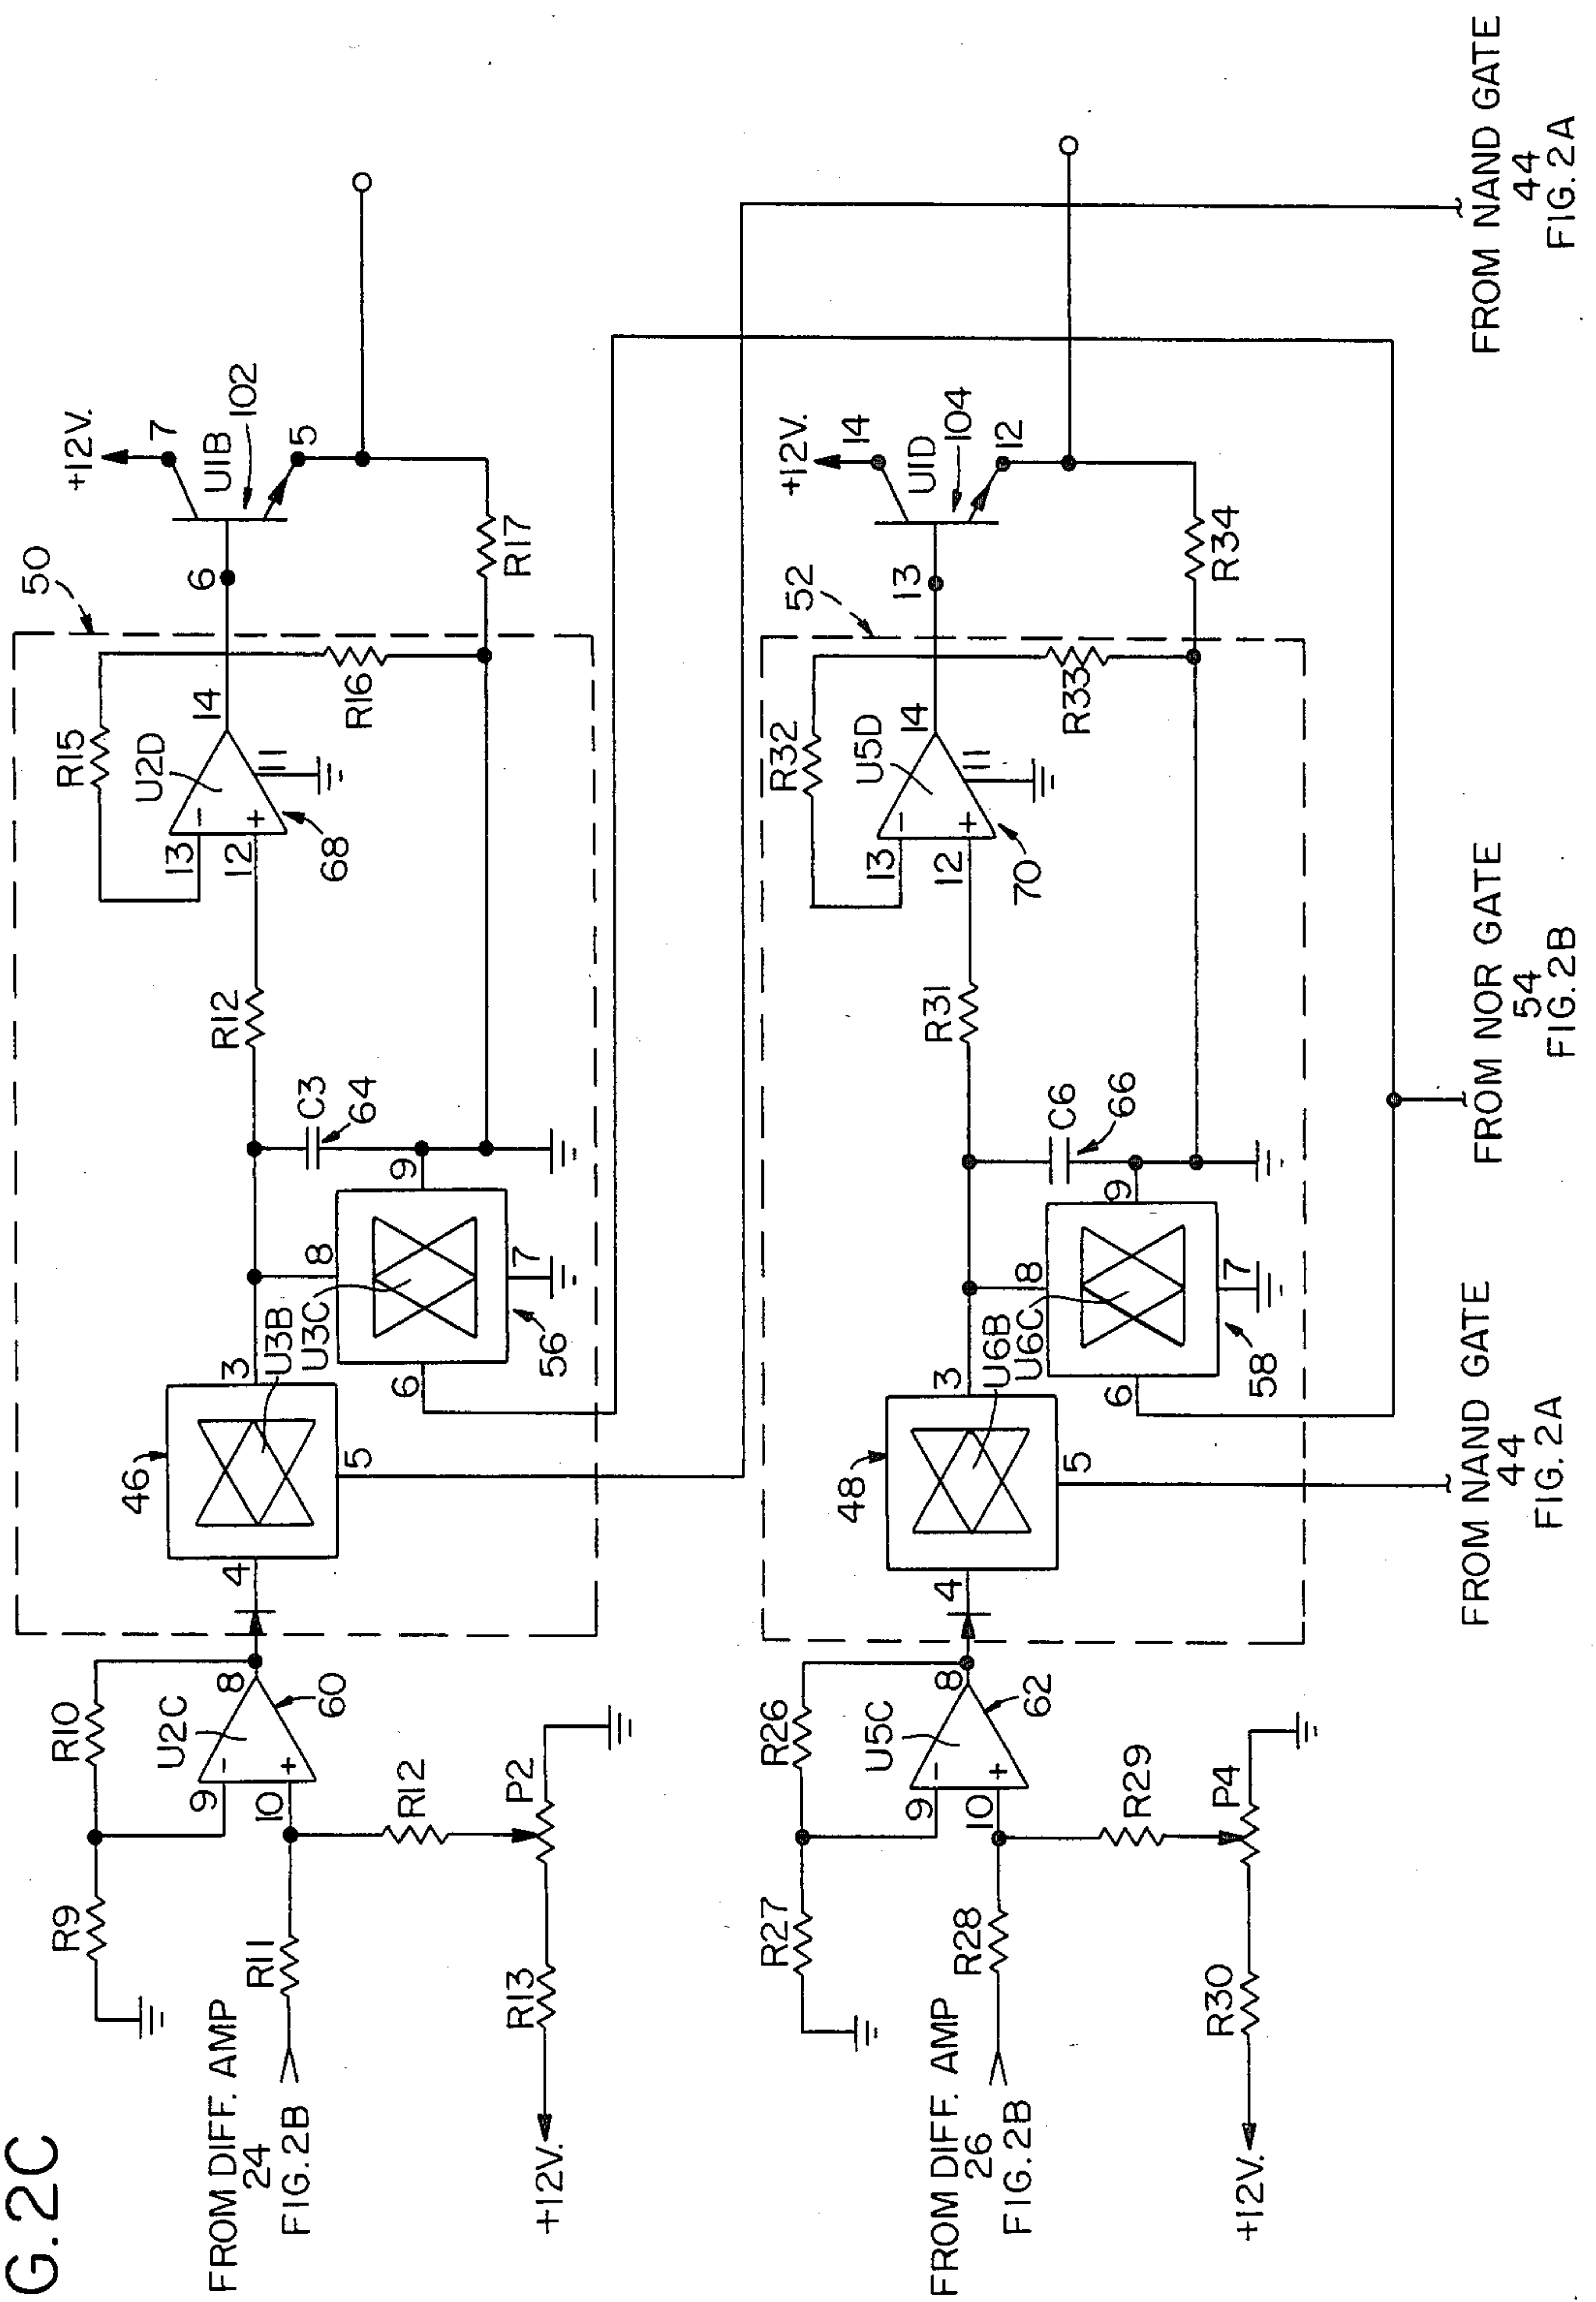 G.2C
+12V.
7
U1B
102
5
50
6
R17
R15
U2D
14
R16
11
13
12
68
R12
C3
64
9
8
U3B
U3C
7
56
3
6
46
5
4
R10
U2C
8
60
9
10
R12
P2
R9
R11
R13
FROM DIFF. AMP
24
FIG. 2B
+12V.
+12V.
14
U1D
104
12
52
13
R34
R32
U5D
14
R33
11
13
12
70
R31
C6
66
9
8
U6B
U6C
7
58
3
6
48
5
4
R26
U5C
8
62
9
10
R29
P4
R27
R28
R30
FROM DIFF. AMP
26
FIG. 2B
+12V.
FROM NAND GATE
44
FIG. 2A
FROM NOR GATE
54
FIG. 2B
FROM NAND GATE
44
FIG. 2A